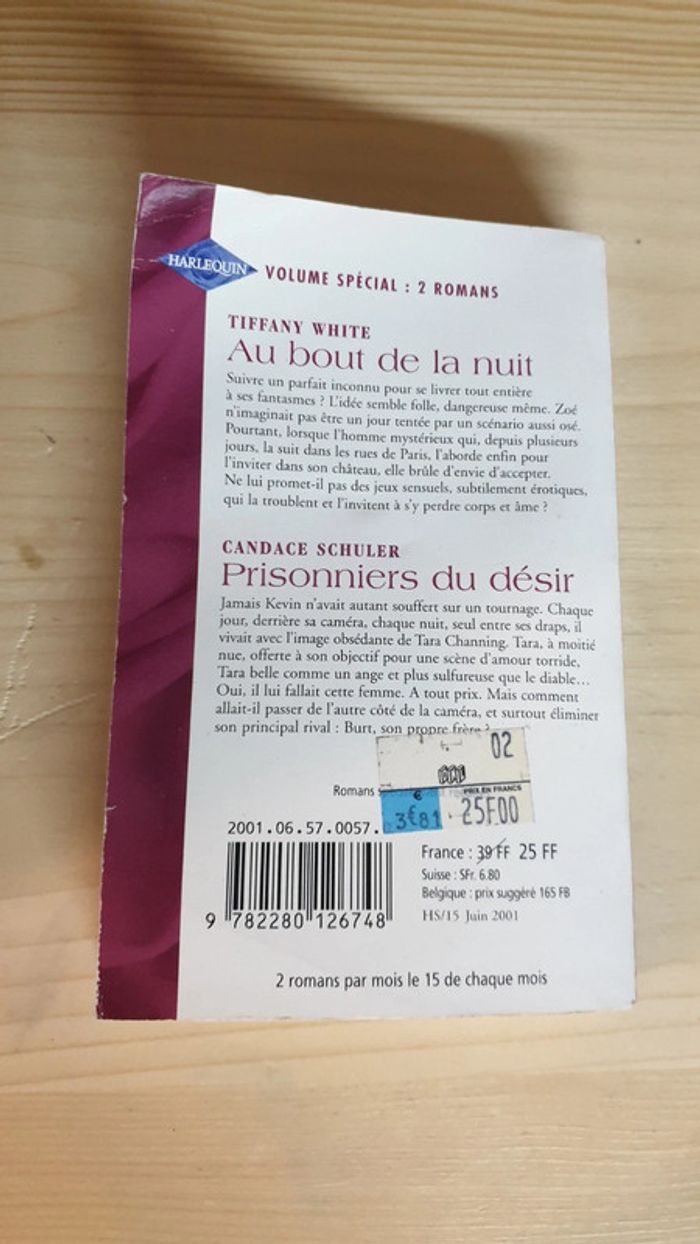 HARLEQUIN
VOLUME SPÉCIAL : 2 ROMANS
TIFFANY WHITE
Au bout de la nuit
Suivre un parfait inconnu pour se livrer tout entière
à ses fantasmes ? L'idée semble folle, dangereuse même. Zoé
n'imaginait pas être un jour tentée par un scénario aussi osé.
Pourtant, lorsque l'homme mystérieux qui, depuis plusieurs
jours, la suit dans les rues de Paris, l'aborde enfin pour
l'inviter dans son château, elle brûle d'envie d'accepter.
Ne lui promet-il pas des jeux sensuels, subtilement érotiques,
qui la troublent et l'invitent à s'y perdre corps et âme ?
CANDACE SCHULER
Prisonniers du désir
Jamais Kevin n'avait autant souffert sur un tournage. Chaque
jour, derrière sa caméra, chaque nuit, seul entre ses draps, il
vivait avec l'image obsédante de Tara Channing. Tara, à moitié
nue, offerte à son objectif pour une scène d'amour torride,
Tara belle comme un ange et plus sulfureuse que le diable...
Oui, il lui fallait cette femme. A tout prix. Mais comment
allait-il passer de l'autre côté de la caméra, et surtout éliminer
son principal rival : Burt, son propre frère ?
02
Romans
PRIX EN FRANCS
€
3€81
25F00
2001.06.57.0057.
France : 39 FF 25 FF
Suisse : SFr. 6.80
Belgique : prix suggéré 165 FB
HS/15 Juin 2001
9 782280 126748
2 romans par mois le 15 de chaque mois